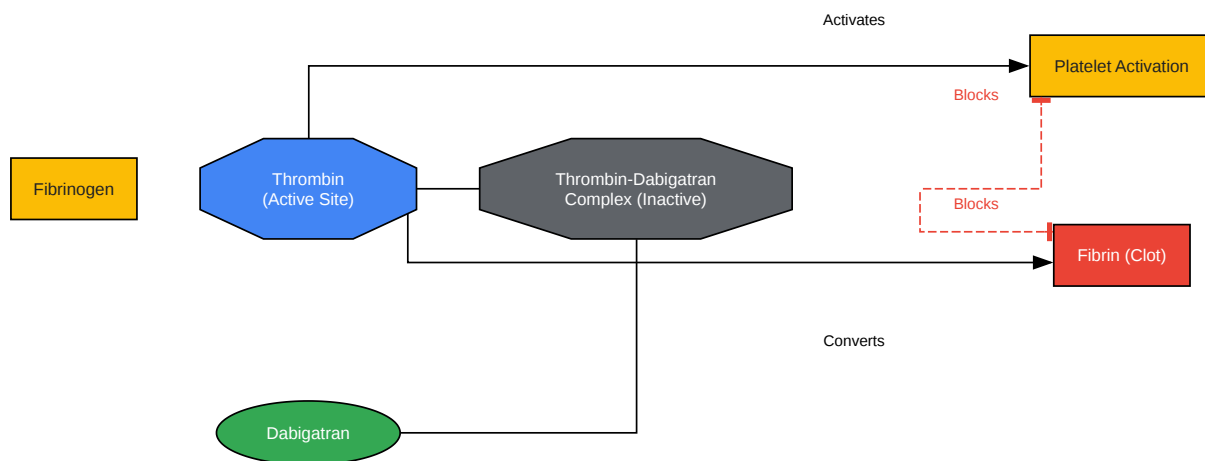 Activates
Platelet Activation
Blocks
Fibrinogen
Thrombin
(Active Site)
Thrombin-Dabigatran
Complex (Inactive)
Blocks
Fibrin (Clot)
Converts
Dabigatran